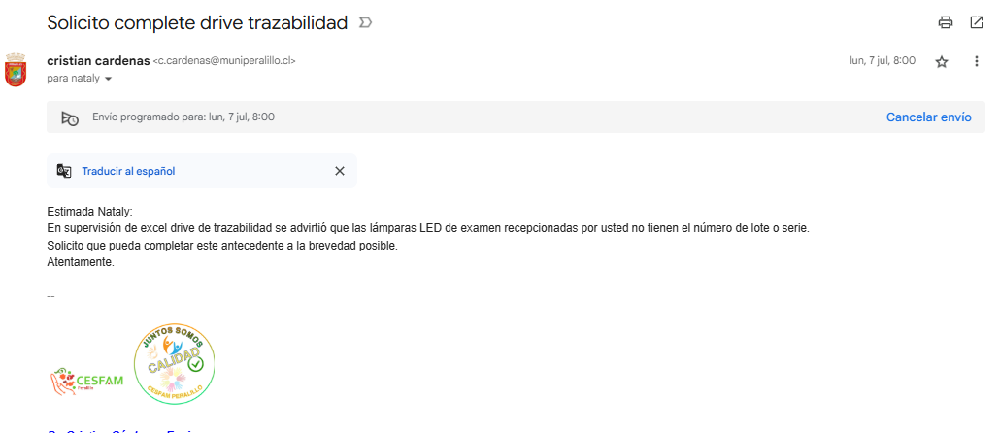 Solicito complete drive trazabilidad
cristian cardenas <c.cardenas@muniperalillo.cl>
lun, 7 jul, 8:00
para nataly
Envío programado para: lun, 7 jul, 8:00
Cancelar envío
Traducir al español
Estimada Nataly:
En supervisión de excel drive de trazabilidad se advirtió que las lámparas LED de examen recepcionadas por usted no tienen el número de lote o serie.
Solicito que pueda completar este antecedente a la brevedad posible.
Atentamente.
--
JUNTOS SOMOS
CALIDAD
CESFAM PERALILLO
CESFAM
Peralillo